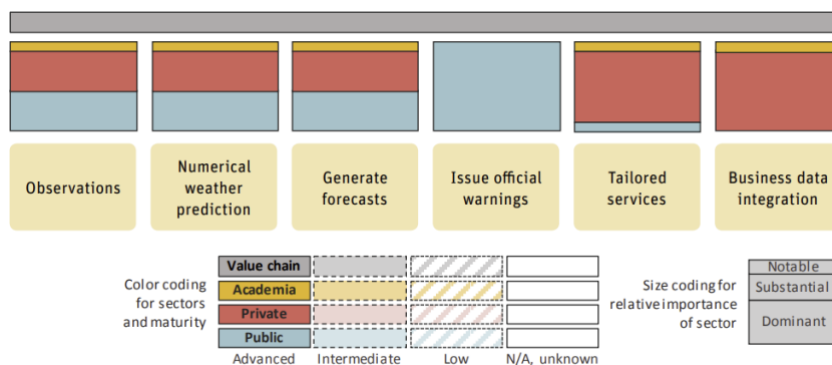 Observations
Numerical
weather
prediction
Generate
forecasts
Issue official
warnings
Tailored
services
Business data
integration
Color coding
for sectors
and maturity
Value chain
Academia
Private
Public
Advanced
Intermediate
Low
N/A, unknown
Size coding for
relative importance
of sector
Notable
Substantial
Dominant